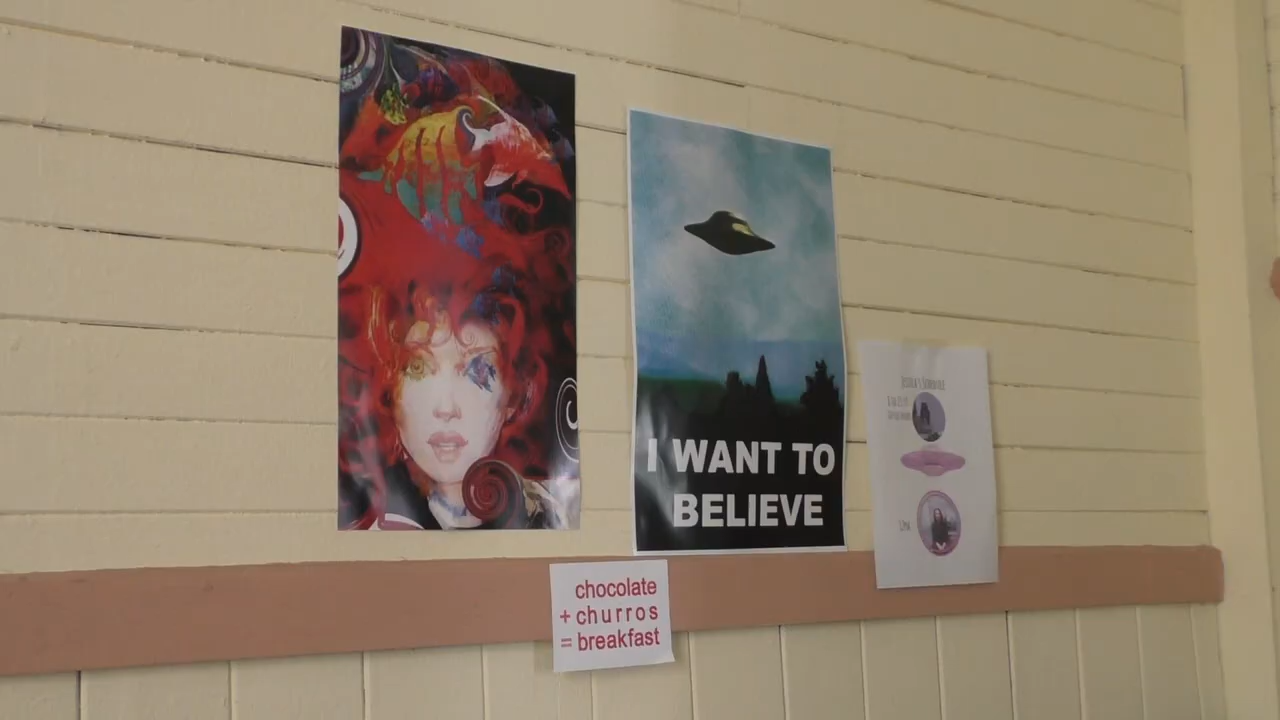 I WANT TO
BELIEVE
chocolate
+ churros
= breakfast